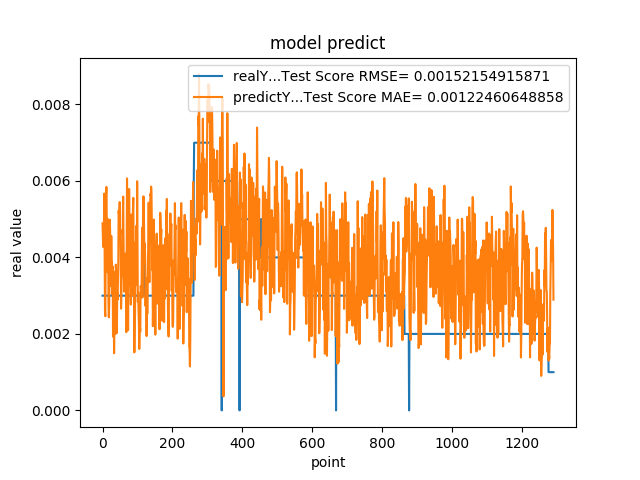 model predict
realY...Test Score RMSE= 0.00152154915871
predictY...Test Score MAE= 0.00122460648858
0.008
0.006
0.004
0.002
0.000
real value
0 200 400 600 800 1000 1200
point